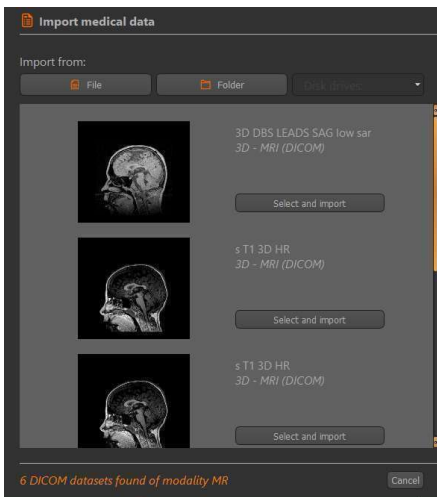 Import medical data
Import from:
File
Folder
Disk drives
3D DBS LEADS SAG low sar
3D - MRI (DICOM)
Select and import
s T1 3D HR
3D - MRI (DICOM)
Select and import
s T1 3D HR
3D - MRI (DICOM)
Select and import
6 DICOM datasets found of modality MR
Cancel